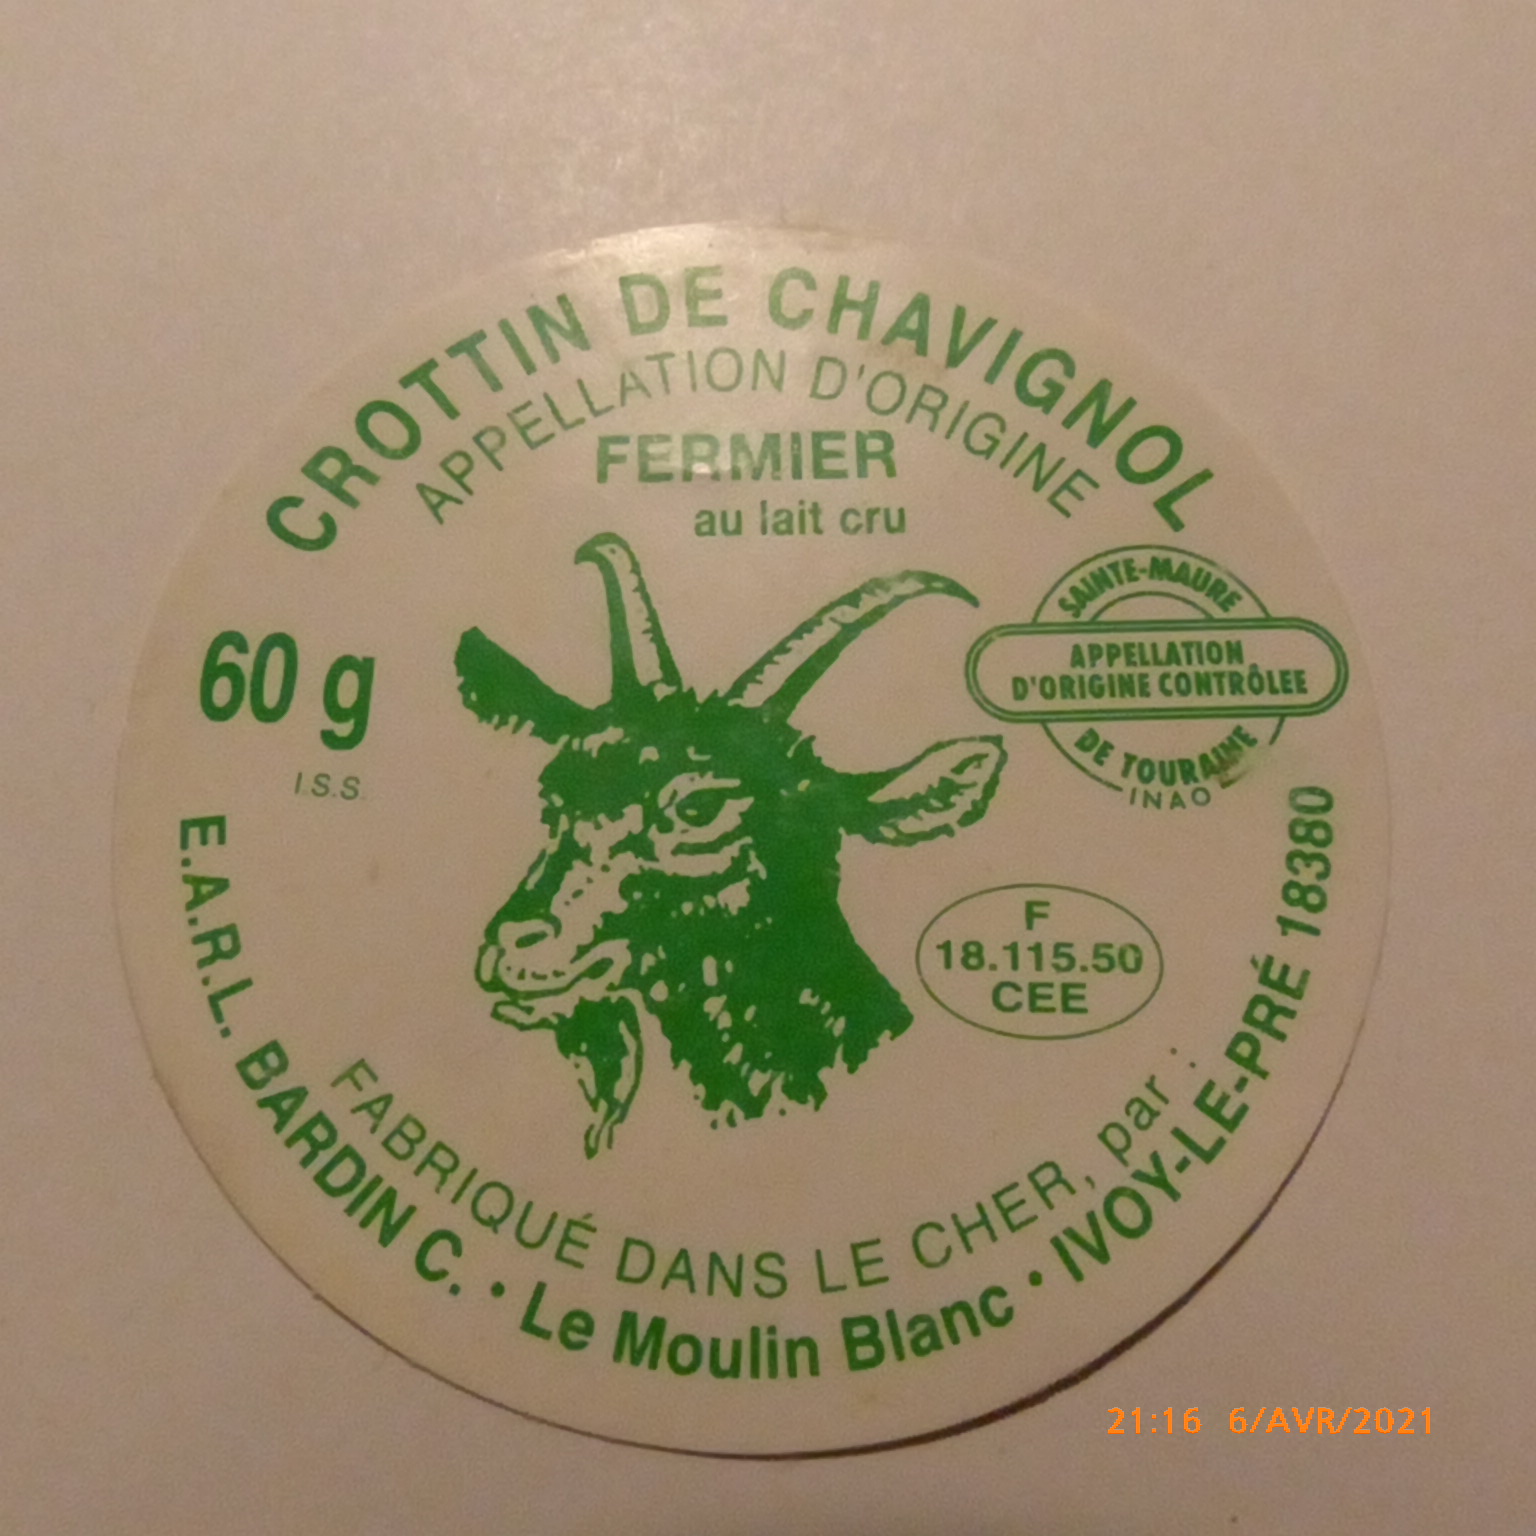 CROTTIN DE CHAVIGNOL
APPELLATION D'ORIGINE
FERMIER
au lait cru
60 g
I.S.S.
SAINTE-MAURE
APPELLATION
D'ORIGINE CONTRÔLEE
DE TOURAINE
INAO
F
18.115.50
CEE
FABRIQUÉ DANS LE CHER, par :
E.A.R.L. BARDIN C. • Le Moulin Blanc • IVOY-LE-PRÉ 18380
21:16 6/AVR/2021